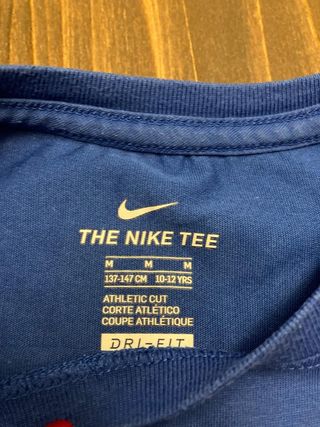 THE NIKE TEE
M M M
137-147 CM 10-12 YRS
ATHLETIC CUT
CORTE ATLÉTICO
COUPE ATHLÉTIQUE
DRI-FIT